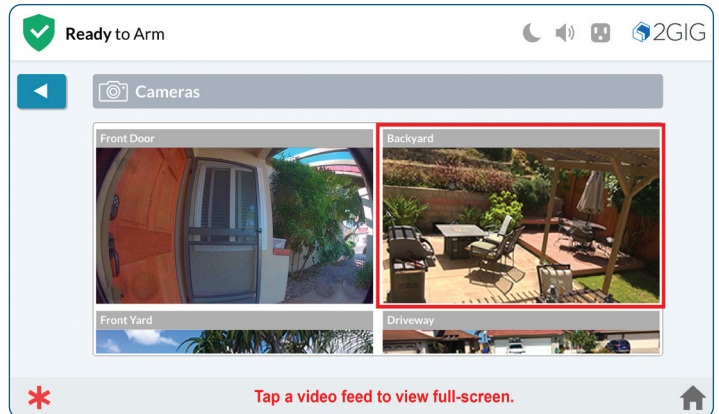 Ready to Arm
2GIG
Cameras
Front Door
Backyard
Front Yard
Driveway
Tap a video feed to view full-screen.